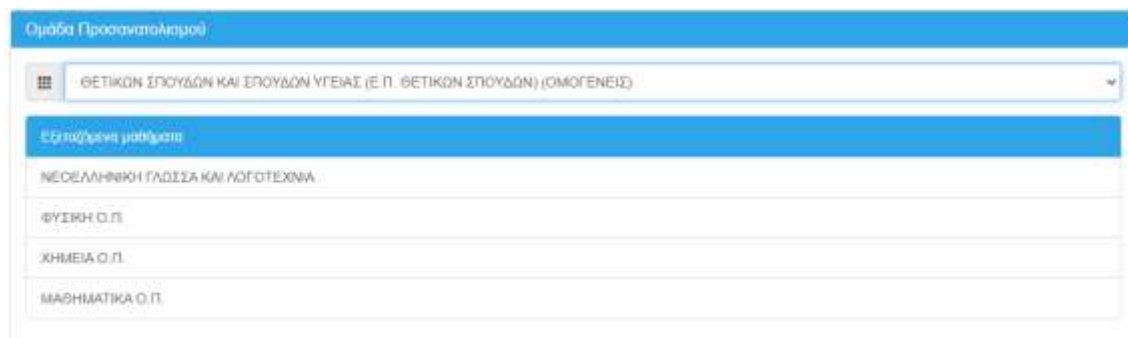 Ομάδα Προσανατολισμού
ΘΕΤΙΚΩΝ ΣΠΟΥΔΩΝ ΚΑΙ ΣΠΟΥΔΩΝ ΥΓΕΙΑΣ (Ε.Π. ΘΕΤΙΚΩΝ ΣΠΟΥΔΩΝ) (ΟΜΟΓΕΝΕΙΣ)
Εξεταζόμενα μαθήματα
ΝΕΟΕΛΛΗΝΙΚΗ ΓΛΩΣΣΑ ΚΑΙ ΛΟΓΟΤΕΧΝΙΑ
ΦΥΣΙΚΗ Ο.Π.
ΧΗΜΕΙΑ Ο.Π.
ΜΑΘΗΜΑΤΙΚΑ Ο.Π.